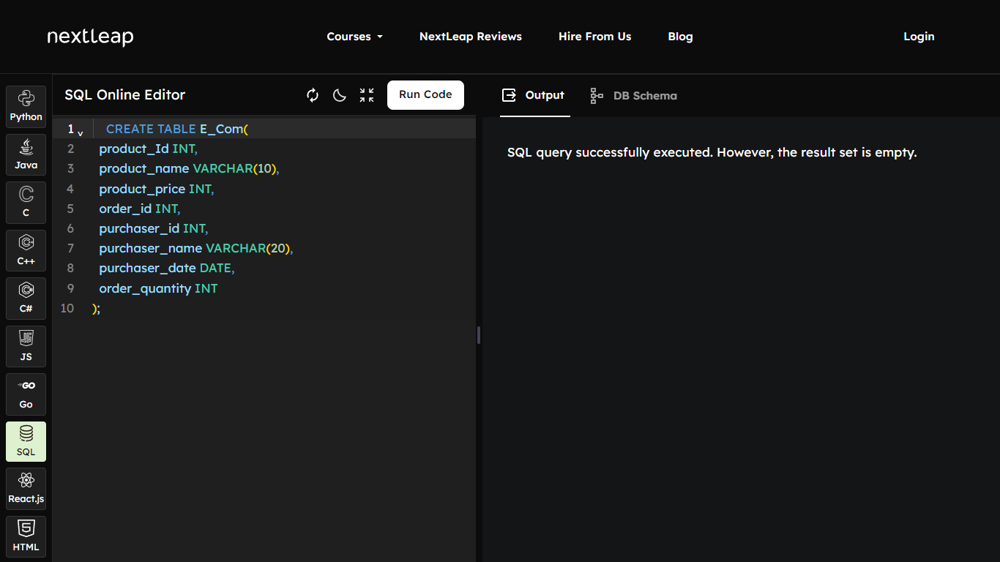 nextleap
Courses
NextLeap Reviews
Hire From Us
Blog
Login
Python
Java
C
C++
C#
JS
Go
SQL
React.js
HTML
SQL Online Editor
Run Code
1 CREATE TABLE E_Com(
2 product_Id INT,
3 product_name VARCHAR(10),
4 product_price INT,
5 order_id INT,
6 purchaser_id INT,
7 purchaser_name VARCHAR(20),
8 purchaser_date DATE,
9 order_quantity INT
10 );
Output
DB Schema
SQL query successfully executed. However, the result set is empty.